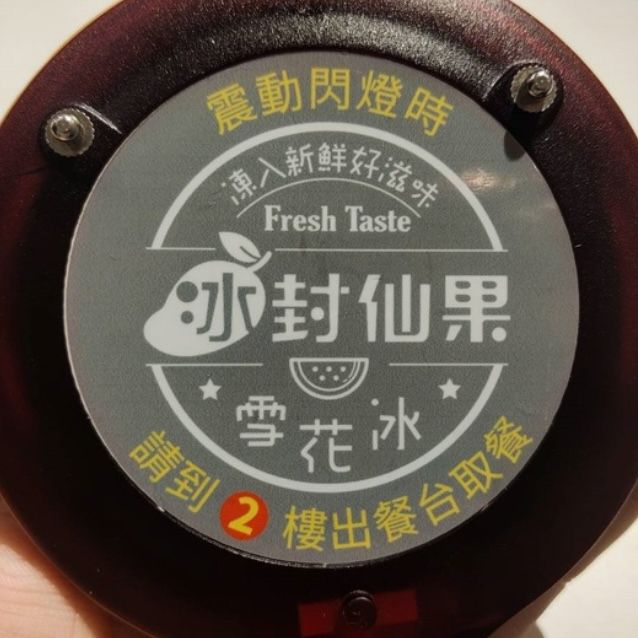 震動閃燈時
凍入新鮮好滋味
Fresh Taste
冰封仙果
雪花冰
請到2樓出餐台取餐